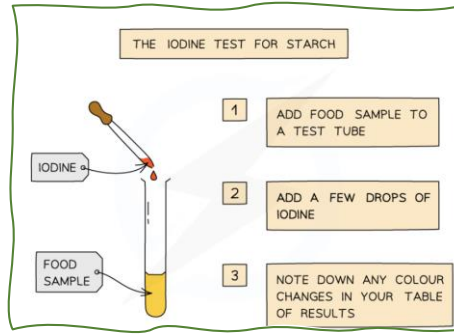 THE IODINE TEST FOR STARCH
1
ADD FOOD SAMPLE TO
A TEST TUBE
IODINE
2
ADD A FEW DROPS OF
IODINE
FOOD
SAMPLE
3
NOTE DOWN ANY COLOUR
CHANGES IN YOUR TABLE
OF RESULTS